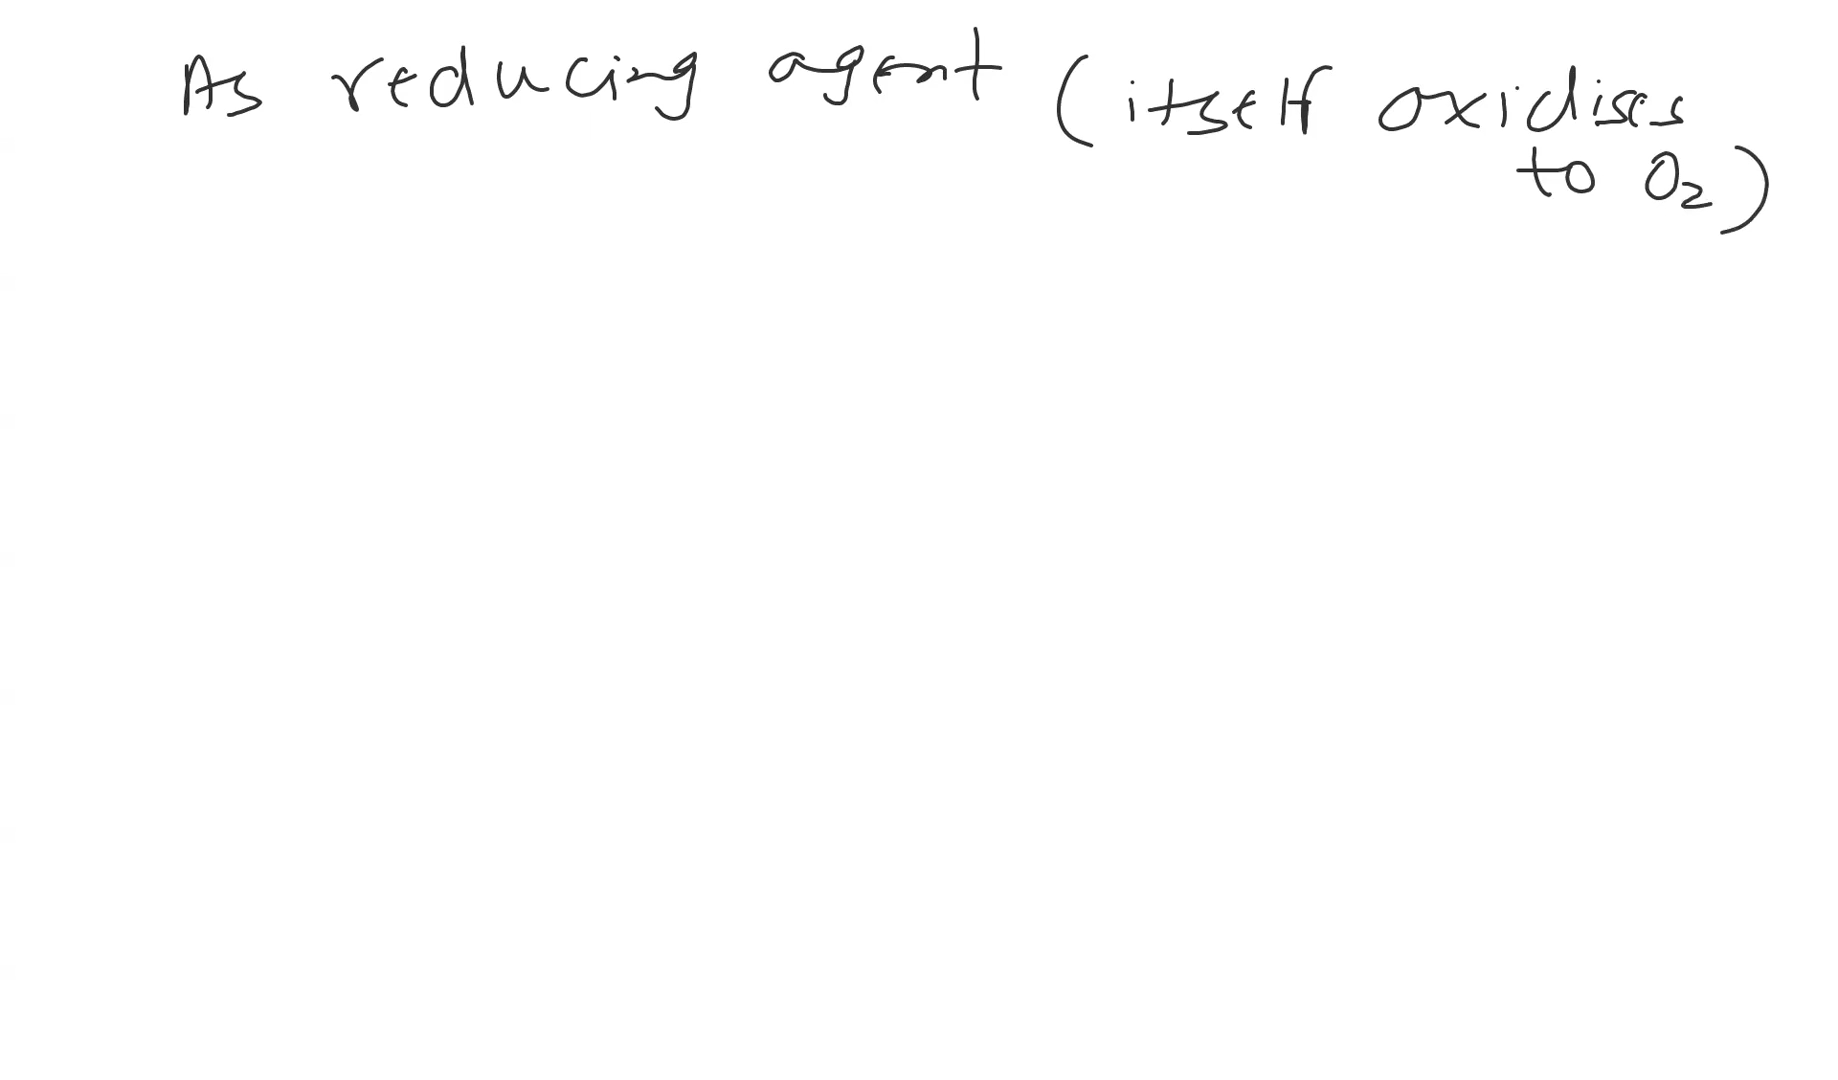 As reducing agent (itself oxidises
to O₂)